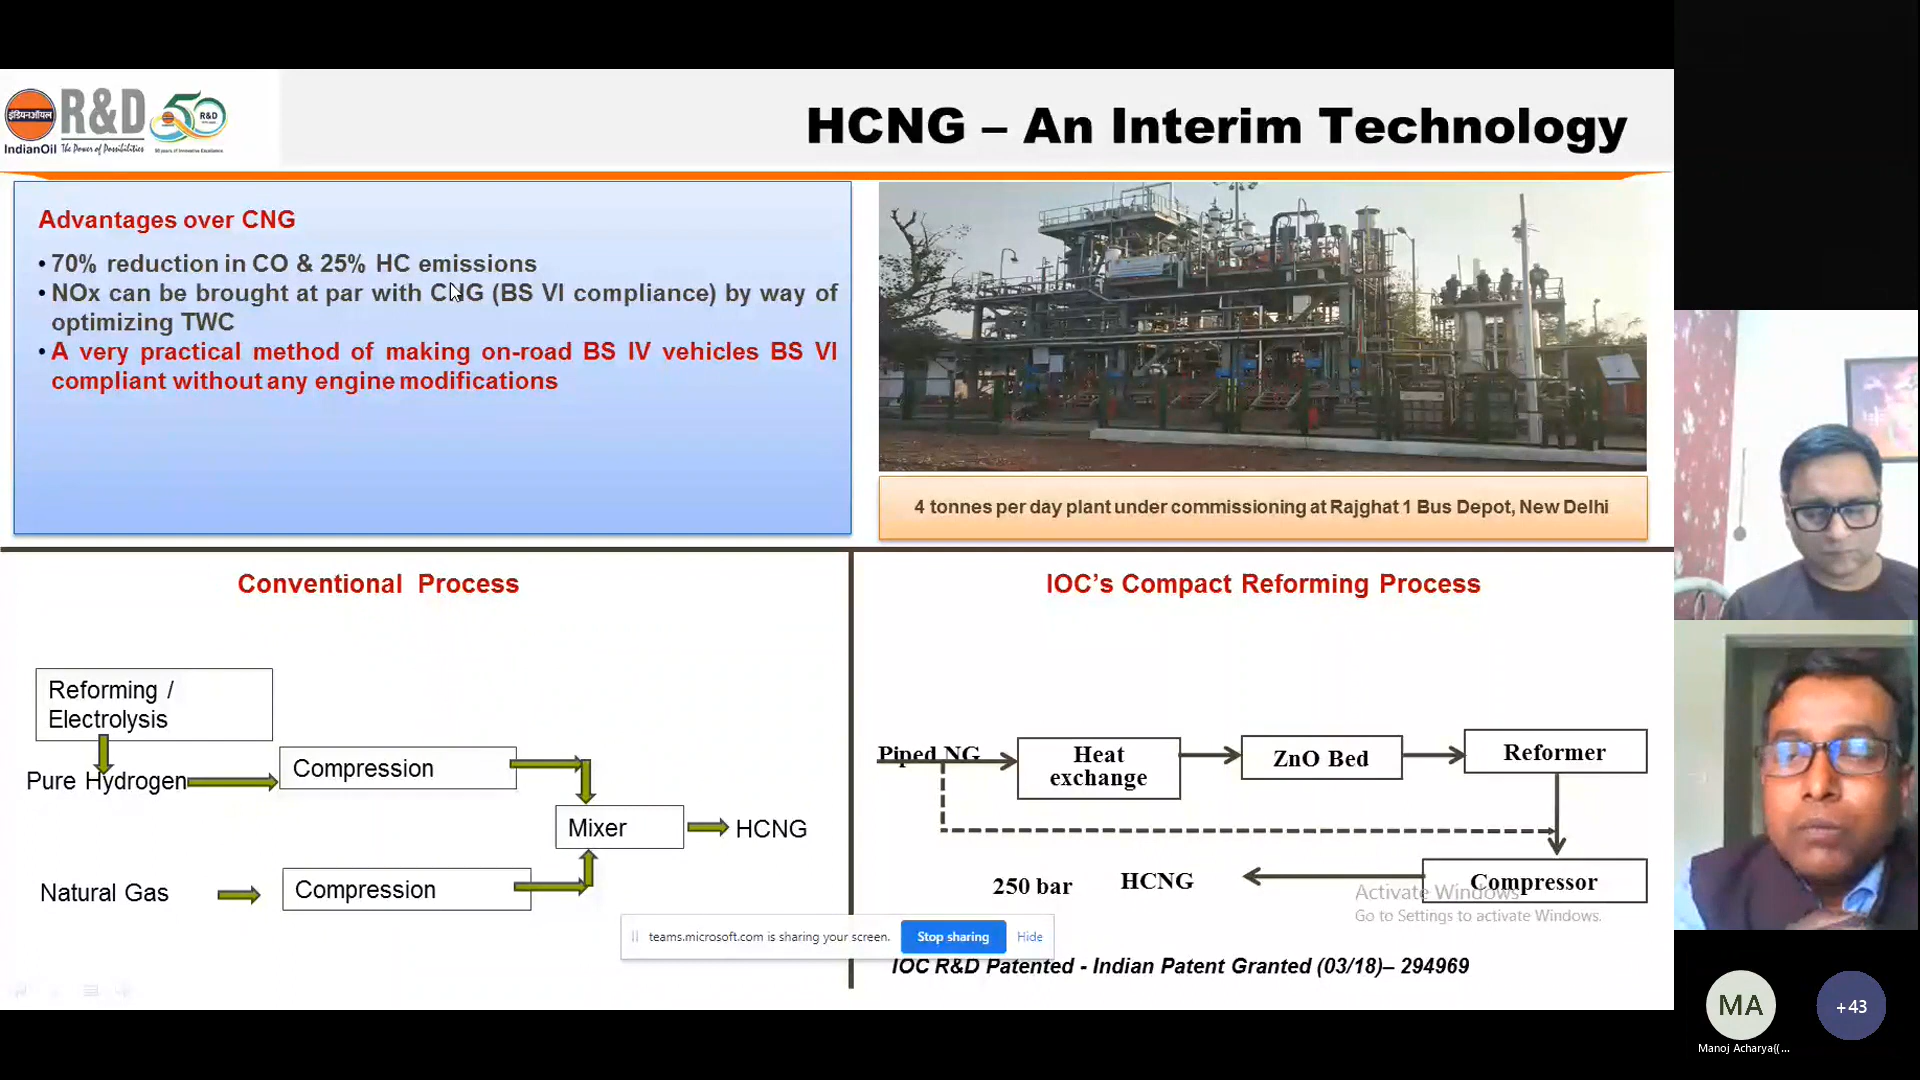 इंडियनऑयल
IndianOil
R&D
The Power of Possibilities
50
R&D
HCNG – An Interim Technology
Advantages over CNG
• 70% reduction in CO & 25% HC emissions
• NOx can be brought at par with CNG (BS VI compliance) by way of
optimizing TWC
• A very practical method of making on-road BS IV vehicles BS VI
compliant without any engine modifications
4 tonnes per day plant under commissioning at Rajghat 1 Bus Depot, New Delhi
Conventional Process
Reforming /
Electrolysis
Pure Hydrogen
Compression
Mixer
HCNG
Natural Gas
Compression
IOC's Compact Reforming Process
Piped NG
Heat
exchange
ZnO Bed
Reformer
Compressor
HCNG
250 bar
Activate Windows
Go to Settings to activate Windows.
teams.microsoft.com is sharing your screen.
Stop sharing
Hide
IOC R&D Patented - Indian Patent Granted (03/18)– 294969
MA
+43
Manoj Acharya((...